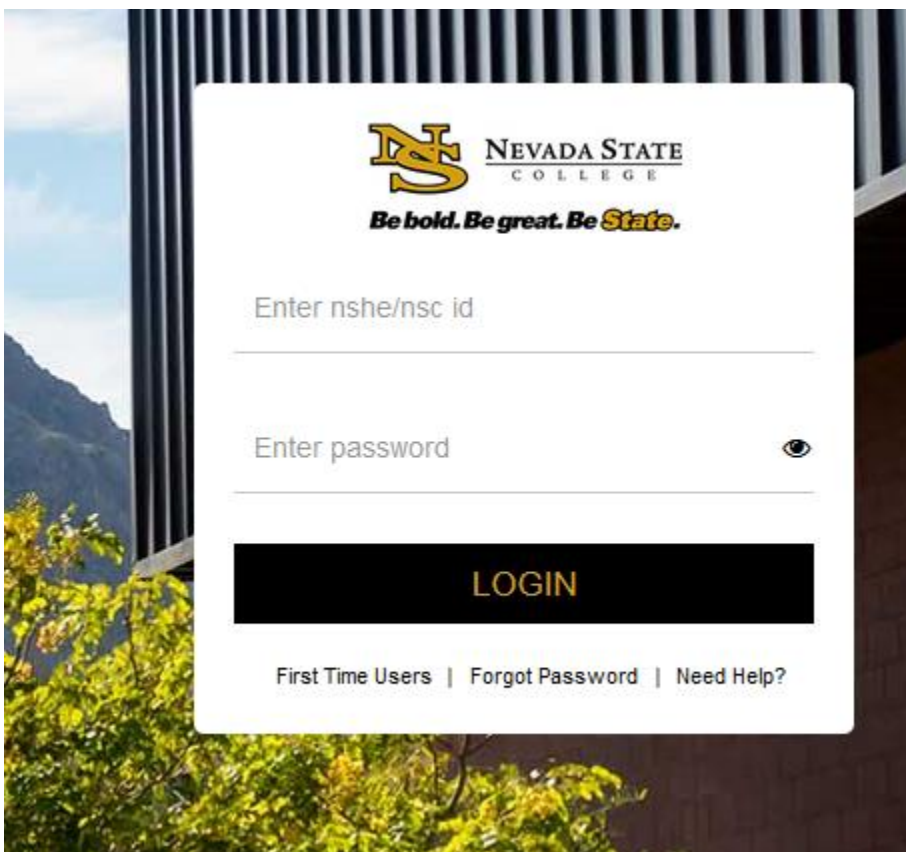 NS NEVADA STATE
COLLEGE
Be bold. Be great. Be State.
Enter nshe/nsc id
Enter password
LOGIN
First Time Users | Forgot Password | Need Help?